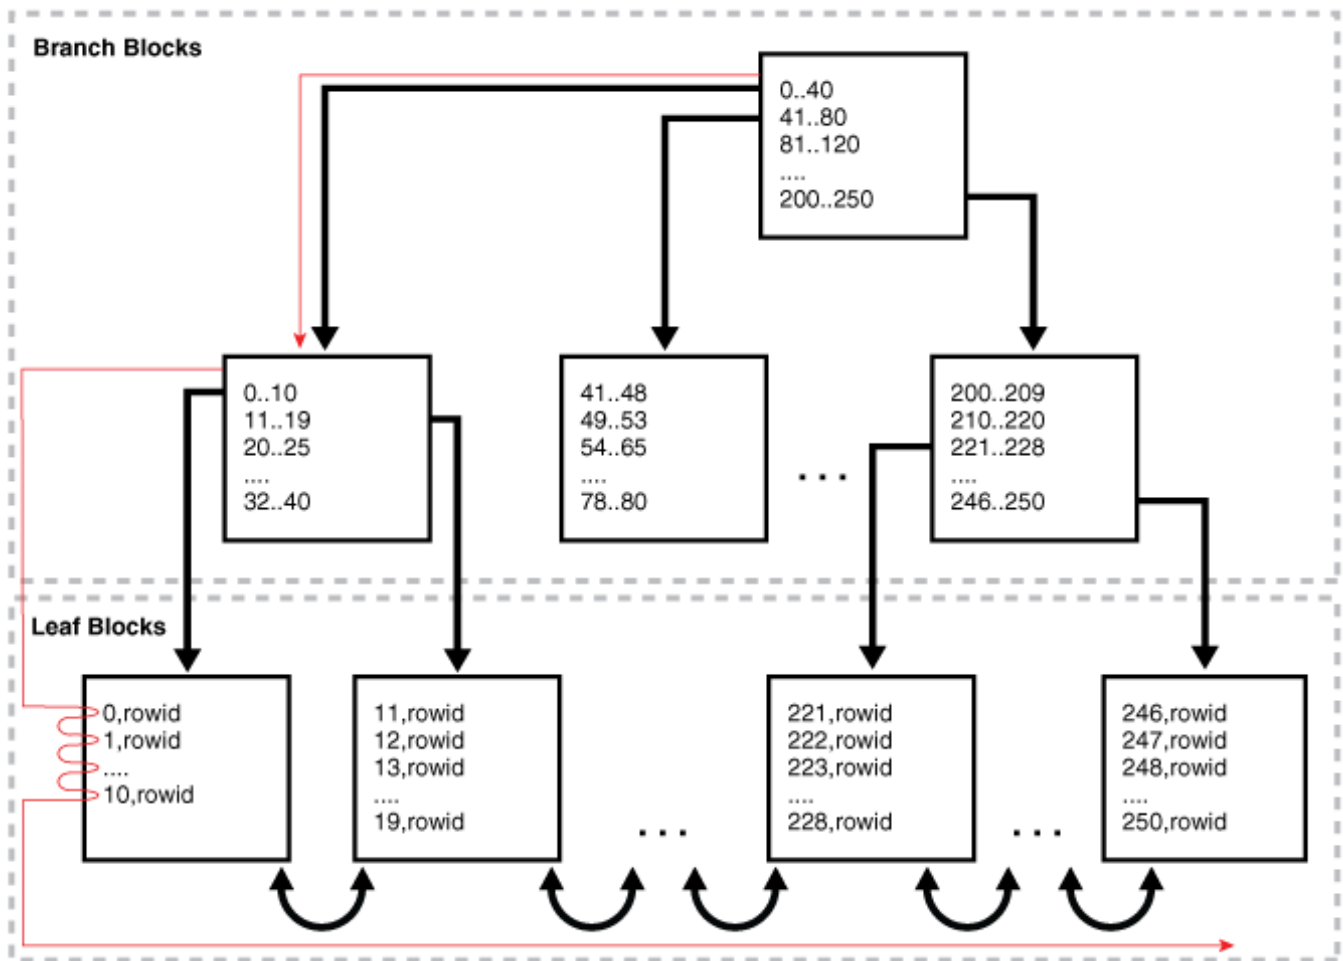 Branch Blocks
0..40
41..80
81..120
....
200..250
0..10
11..19
20..25
....
32..40
41..48
49..53
54..65
....
78..80
...
200..209
210..220
221..228
....
246..250
Leaf Blocks
0,rowid
1,rowid
....
10,rowid
11,rowid
12,rowid
13,rowid
....
19,rowid
...
221,rowid
222,rowid
223,rowid
....
228,rowid
...
246,rowid
247,rowid
248,rowid
....
250,rowid